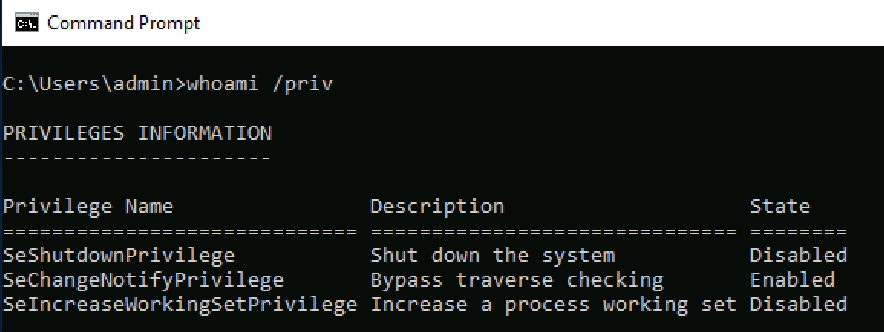 Command Prompt
C:\Users\admin>whoami /priv
PRIVILEGES INFORMATION
----------------------
Privilege Name                Description                    State
============================= ============================== ========
SeShutdownPrivilege           Shut down the system           Disabled
SeChangeNotifyPrivilege       Bypass traverse checking       Enabled
SeIncreaseWorkingSetPrivilege Increase a process working set Disabled